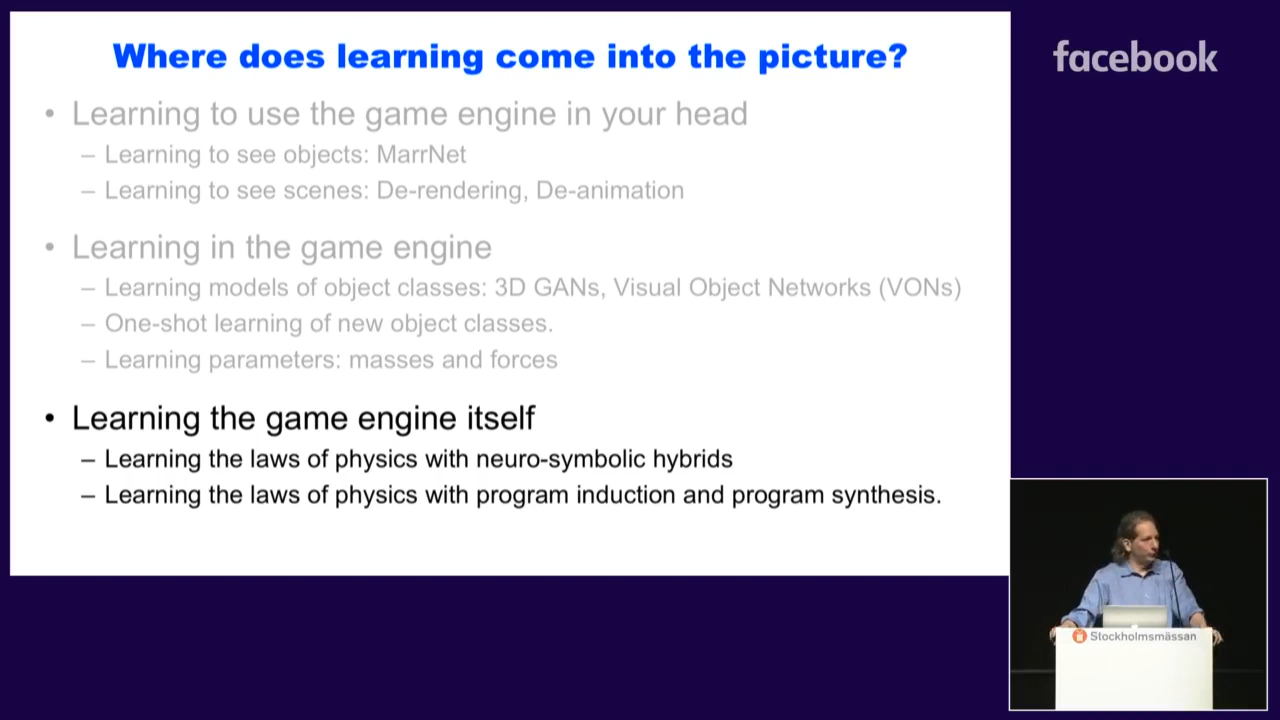 Where does learning come into the picture?
• Learning to use the game engine in your head
– Learning to see objects: MarrNet
– Learning to see scenes: De-rendering, De-animation
• Learning in the game engine
– Learning models of object classes: 3D GANs, Visual Object Networks (VONs)
– One-shot learning of new object classes.
– Learning parameters: masses and forces
• Learning the game engine itself
– Learning the laws of physics with neuro-symbolic hybrids
– Learning the laws of physics with program induction and program synthesis.
facebook
Stockholmsmässan